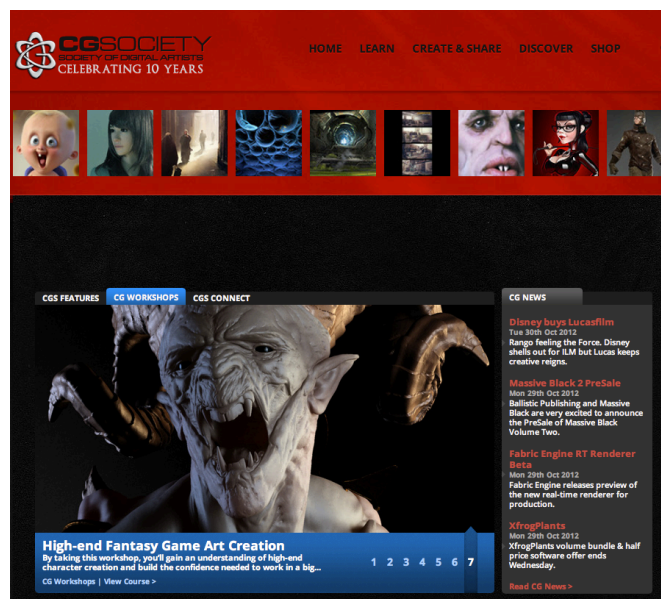 CGSOCIETY
SOCIETY OF DIGITAL ARTISTS
CELEBRATING 10 YEARS
HOME LEARN CREATE & SHARE DISCOVER SHOP
CGS FEATURES CG WORKSHOPS CGS CONNECT
High-end Fantasy Game Art Creation
By taking this workshop, you'll gain an understanding of high-end
character creation and build the confidence needed to work in a big...
CG Workshops | View Course >
1 2 3 4 5 6 7
CG NEWS
Disney buys Lucasfilm
Tue 30th Oct 2012
Rango feeling the Force. Disney
shells out for ILM but Lucas keeps
creative reigns.
Massive Black 2 PreSale
Mon 29th Oct 2012
Ballistic Publishing and Massive
Black are very excited to announce
the PreSale of Massive Black
Volume Two.
Fabric Engine RT Renderer
Beta
Mon 29th Oct 2012
Fabric Engine releases preview of
the new real-time renderer for
production.
XfrogPlants
Mon 29th Oct 2012
XfrogPlants volume bundle & half
price software offer ends
Wednesday.
Read CG News >